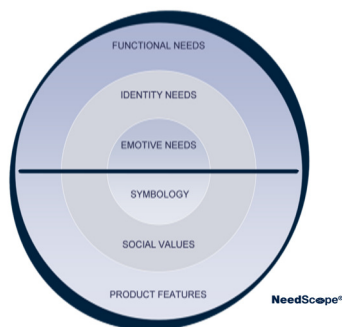 FUNCTIONAL NEEDS
IDENTITY NEEDS
EMOTIVE NEEDS
SYMBOLOGY
SOCIAL VALUES
PRODUCT FEATURES
NeedScope®